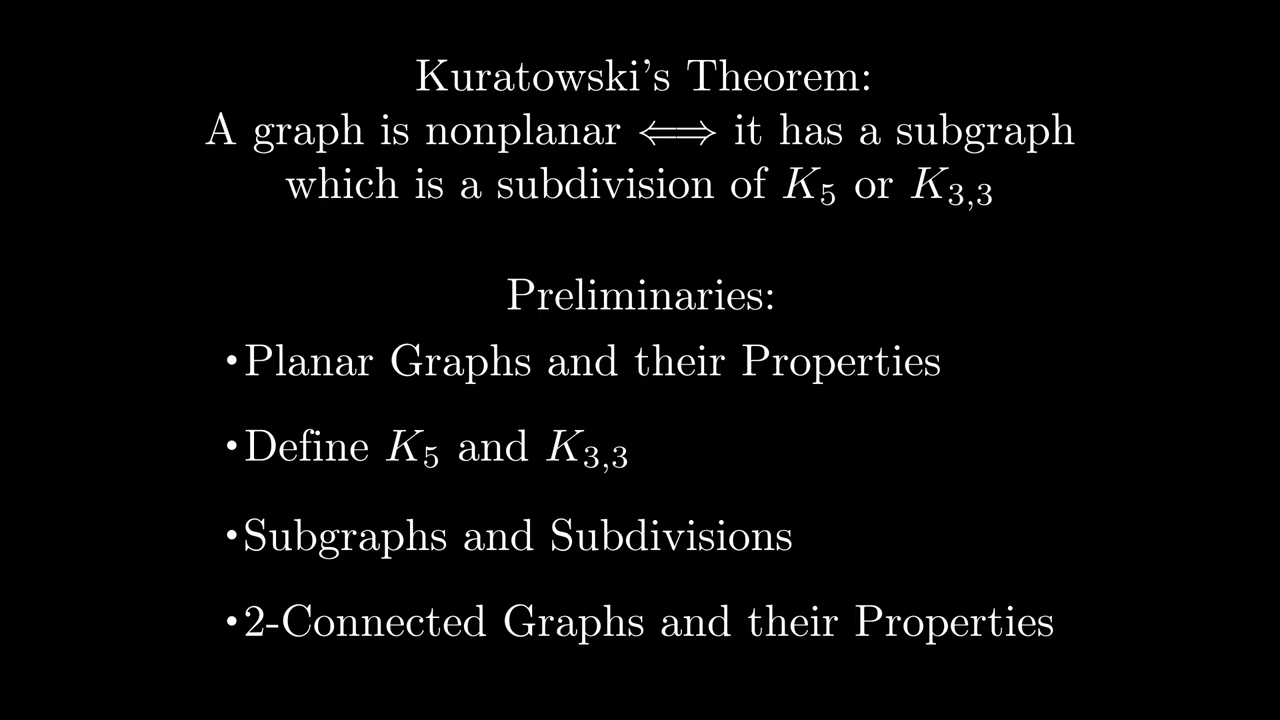 Kuratowski's Theorem:
A graph is nonplanar ⟺ it has a subgraph
which is a subdivision of K₅ or K₃,₃
Preliminaries:
•Planar Graphs and their Properties
•Define K₅ and K₃,₃
•Subgraphs and Subdivisions
•2-Connected Graphs and their Properties